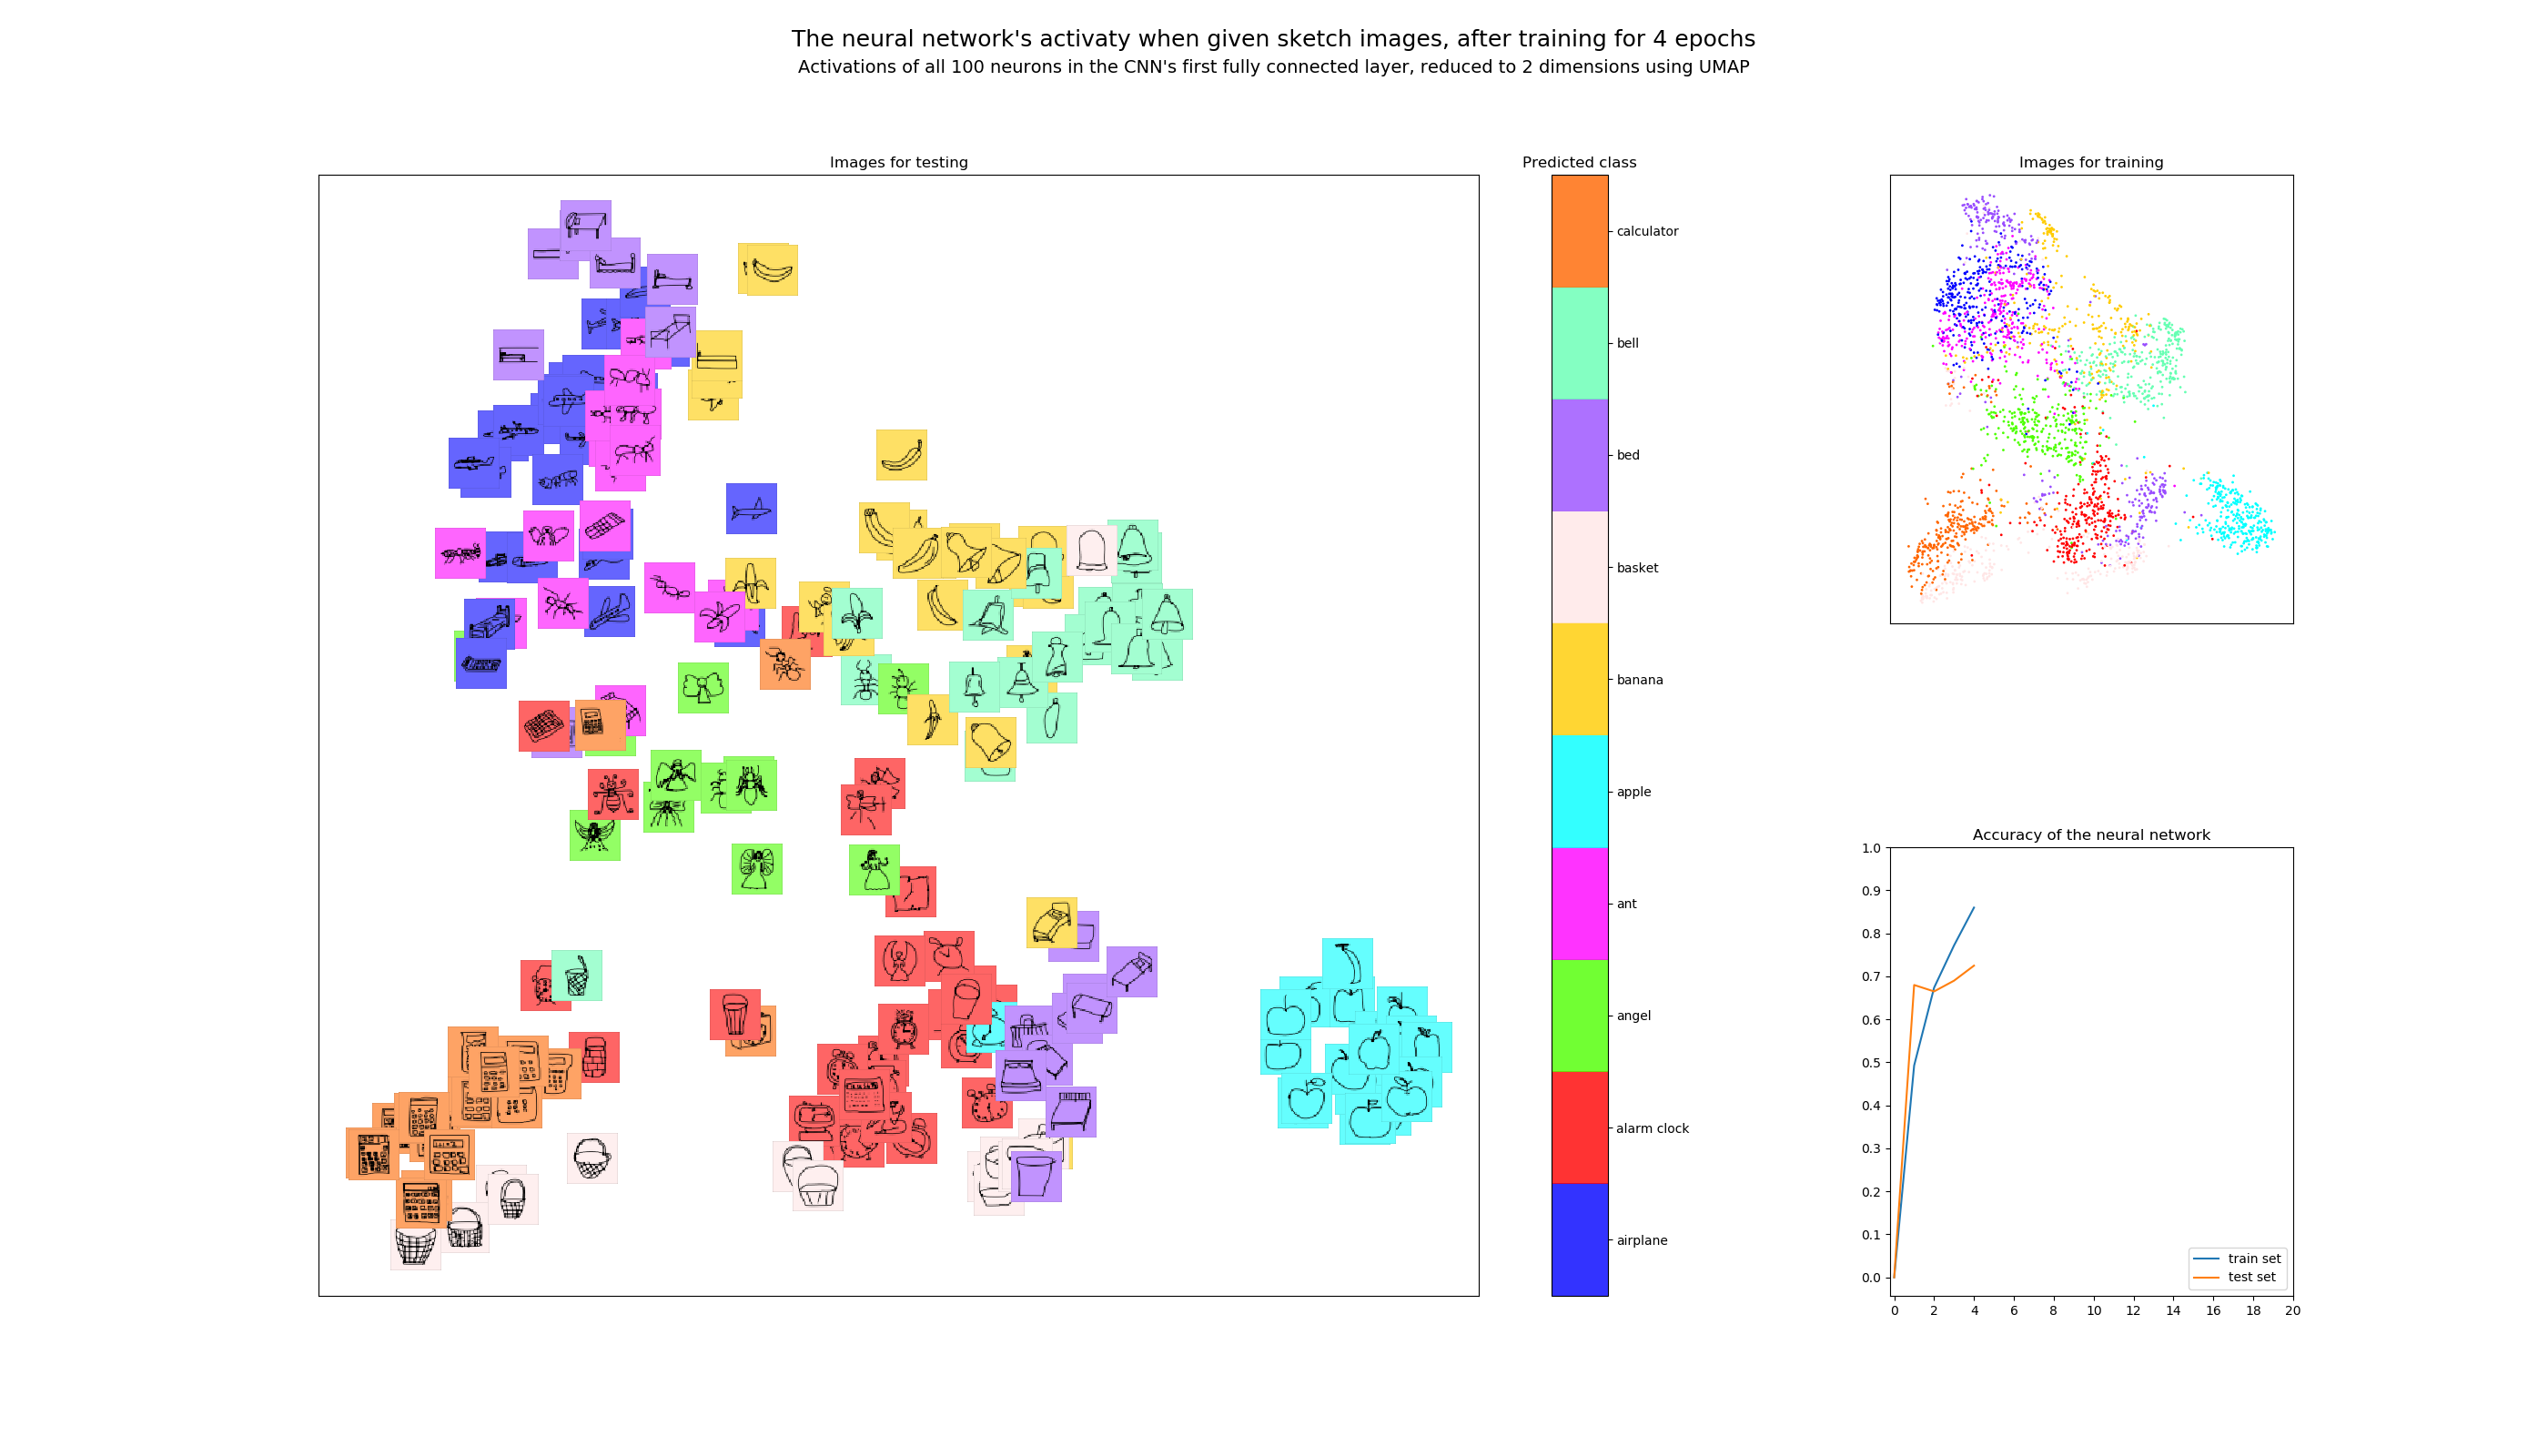 The neural network's activaty when given sketch images, after training for 4 epochs
Activations of all 100 neurons in the CNN's first fully connected layer, reduced to 2 dimensions using UMAP
Images for testing
Predicted class
calculator
bell
bed
basket
banana
apple
ant
angel
alarm clock
airplane
Images for training
Accuracy of the neural network
1.0
0.9
0.8
0.7
0.6
0.5
0.4
0.3
0.2
0.1
0.0
train set
test set
0 2 4 6 8 10 12 14 16 18 20